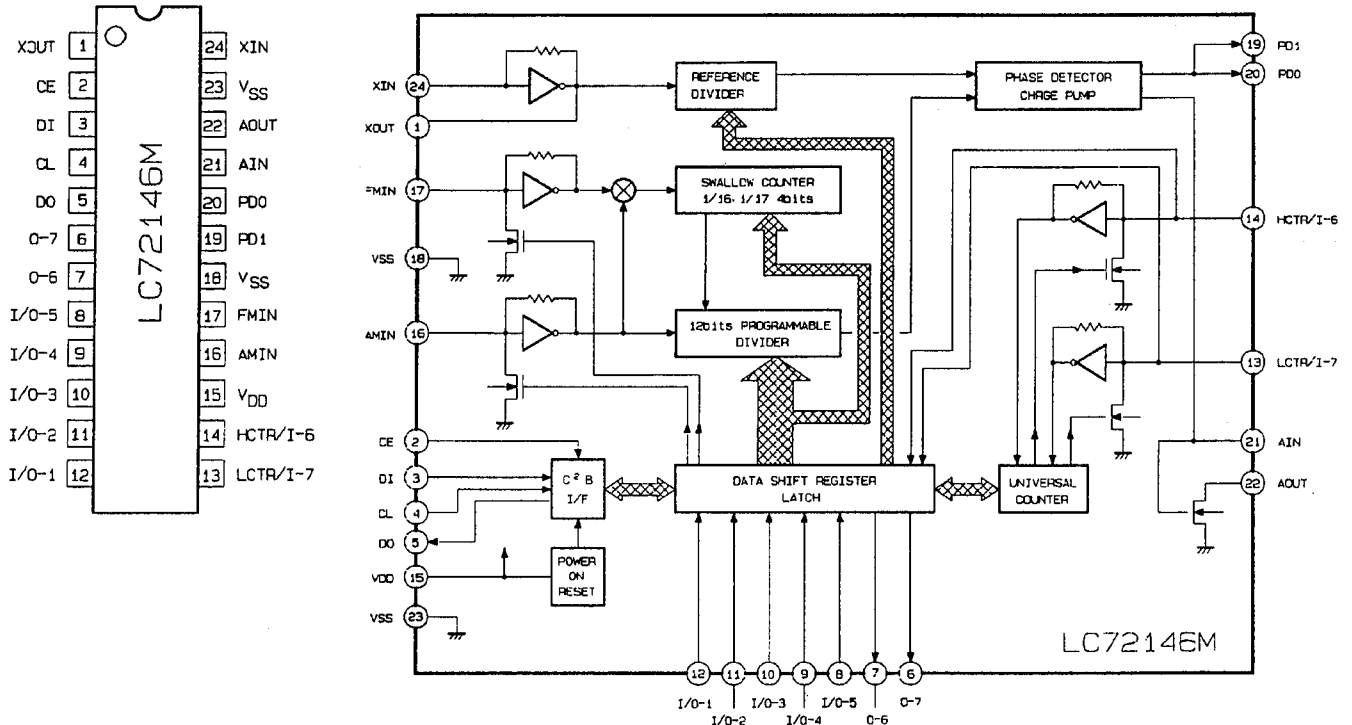 XOUT 1
24 XIN
CE 2
23 VSS
DI 3
22 AOUT
CL 4
21 AIN
DO 5
20 PD0
O-7 6
19 PD1
O-6 7
18 VSS
I/O-5 8
17 FMIN
I/O-4 9
16 AMIN
I/O-3 10
15 VDD
I/O-2 11
14 HCTR/I-6
I/O-1 12
13 LCTR/I-7
LC72146M
XIN 24
XOUT 1
REFERENCE
DIVIDER
PHASE DETECTOR
CHAGE PUMP
19 PD1
20 PD0
FMIN 17
SWALLOW COUNTER
1/16.1/17 4bits
14 HCTR/I-6
VSS 18
AMIN 16
12bits PROGRAMMABLE
DIVIDER
13 LCTR/I-7
CE 2
DI 3
CL 4
DO 5
C2B
I/F
DATA SHIFT REGISTER
LATCH
UNIVERSAL
COUNTER
21 AIN
22 AOUT
VDD 15
POWER
ON
RESET
VSS 23
LC72146M
12 11 10 9 8 7 6
I/O-1 I/O-3 I/O-5 O-7
I/O-2 I/O-4 O-6